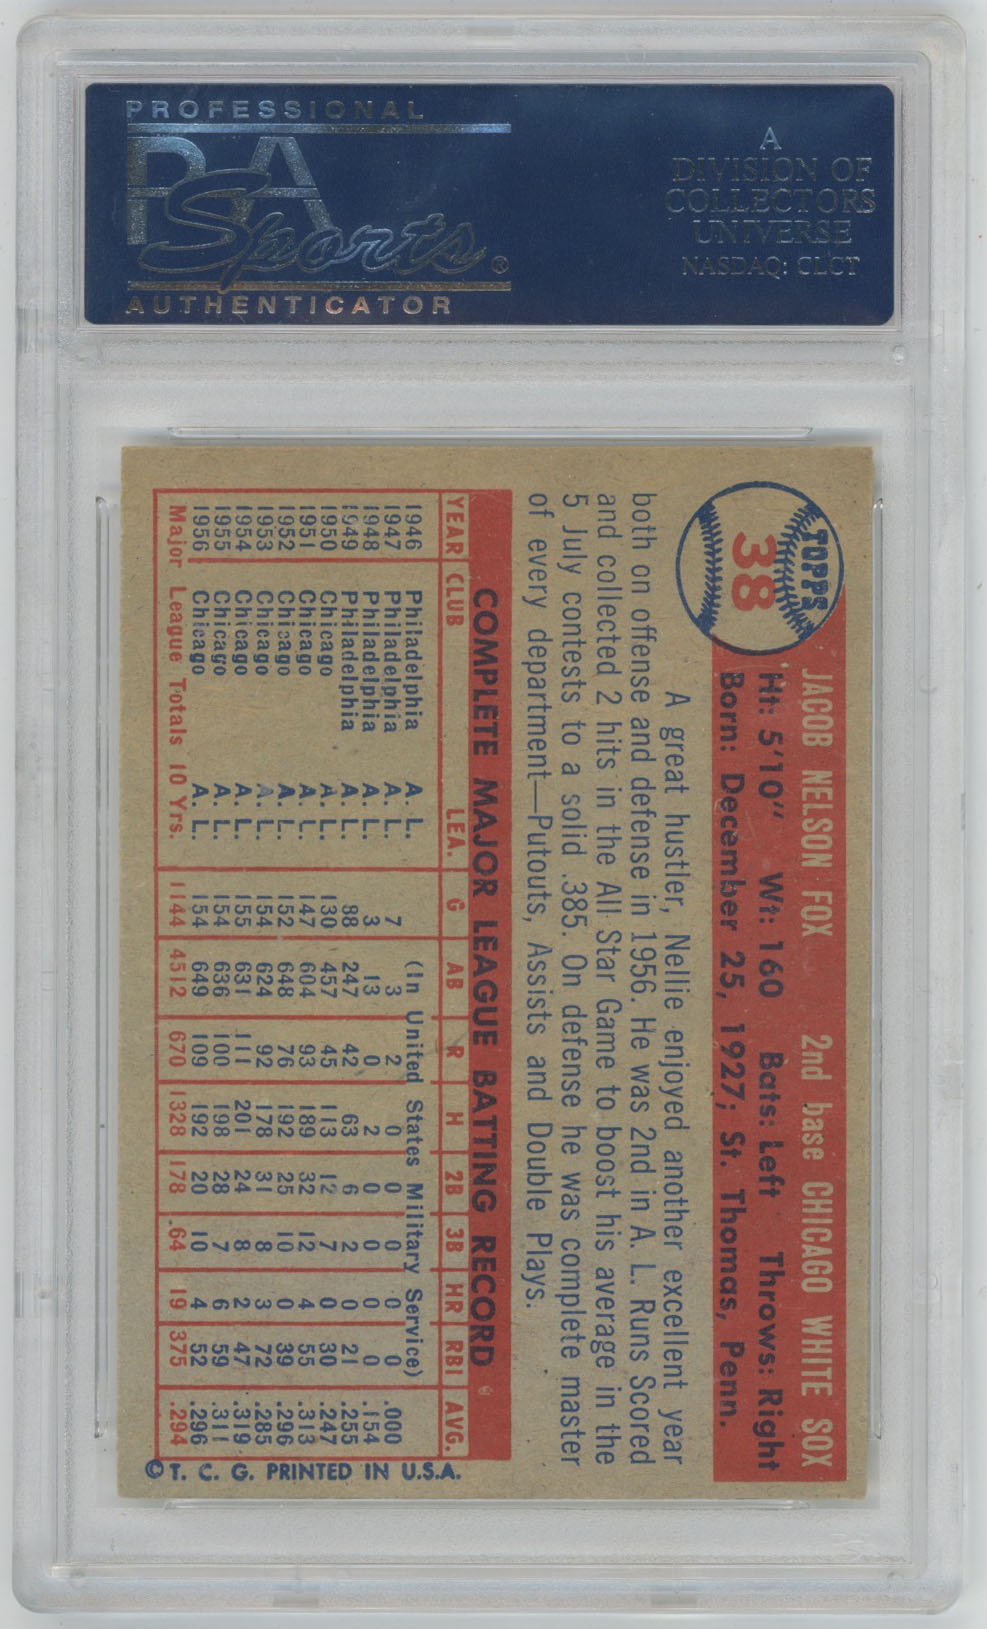 PROFESSIONAL
PSA
Sports®
AUTHENTICATOR
A
DIVISION OF
COLLECTORS
UNIVERSE
NASDAQ: CLCT
TOPPS
38
JACOB NELSON FOX 2nd base CHICAGO WHITE SOX
Ht: 5'10" Wt: 160 Bats: Left Throws: Right
Born: December 25, 1927; St. Thomas, Penn.
A great hustler, Nellie enjoyed another excellent year
both on offense and defense in 1956. He was 2nd in A. L. Runs Scored
and collected 2 hits in the All Star Game to boost his average in the
5 July contests to a solid .385. On defense he was complete master
of every department—Putouts, Assists and Double Plays.
COMPLETE MAJOR LEAGUE BATTING RECORD
YEAR CLUB LEA. G AB R H 2B 3B HR RBI AVG.
1946 Philadelphia A. L. (In United States Military Service)
1947 Philadelphia A. L. 7 3 2 0 0 0 0 0 .000
1948 Philadelphia A. L. 3 13 0 2 0 0 0 0 .154
1949 Philadelphia A. L. 88 247 42 63 6 2 0 21 .255
1950 Chicago A. L. 130 457 45 113 12 7 0 30 .247
1951 Chicago A. L. 147 604 93 189 32 12 4 55 .313
1952 Chicago A. L. 152 648 76 192 25 10 0 39 .296
1953 Chicago A. L. 154 624 92 178 31 8 3 72 .285
1954 Chicago A. L. 155 631 111 201 24 8 2 47 .319
1955 Chicago A. L. 154 636 100 198 28 7 6 59 .311
1956 Chicago A. L. 154 649 109 192 20 10 4 52 .296
Major League Totals 10 Yrs. 1144 4512 670 1328 178 64 19 375 .294
© T. C. G. PRINTED IN U.S.A.